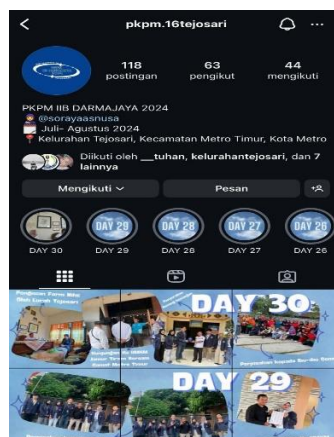 pkpm.16tejosari
118
63
44
postingan
pengikut
mengikuti
PKPM IIB DARMAJAYA 2024
@sorayaasnusa
Juli- Agustus 2024
Kelurahan Tejosari, Kecamatan Metro Timur, Kota Metro
Diikuti oleh __tuhan, kelurahantejosari, dan 7
lainnya
Mengikuti
Pesan
DAY 29
DAY 28
DAY 27
DAY 26
DAY 30
DAY 29
DAY 28
DAY 27
DAY 26
DAY 30
DAY 29